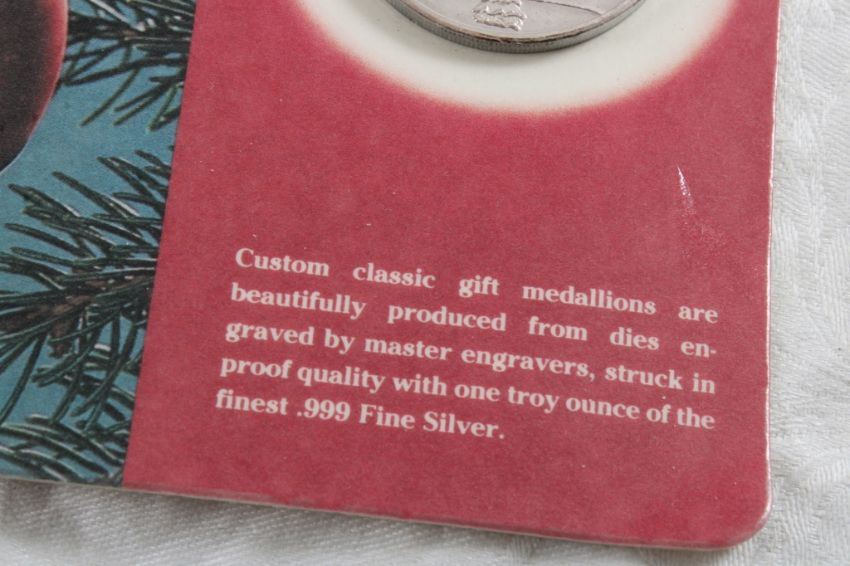 Custom classic gift medallions are
beautifully produced from dies en-
graved by master engravers, struck in
proof quality with one troy ounce of the
finest .999 Fine Silver.